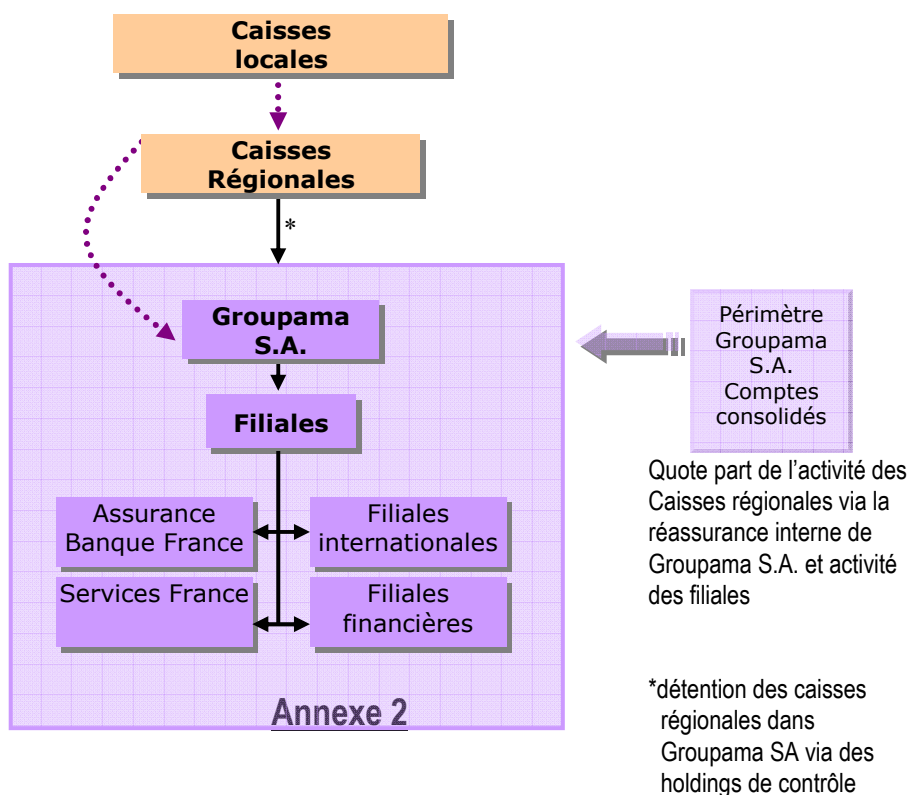 Caisses
locales
Caisses
Régionales
*
Groupama
S.A.
Filiales
Assurance
Banque France
Filiales
internationales
Services France
Filiales
financières
Annexe 2
Périmètre
Groupama
S.A.
Comptes
consolidés
Quote part de l’activité des
Caisses régionales via la
réassurance interne de
Groupama S.A. et activité
des filiales
*détention des caisses
régionales dans
Groupama SA via des
holdings de contrôle